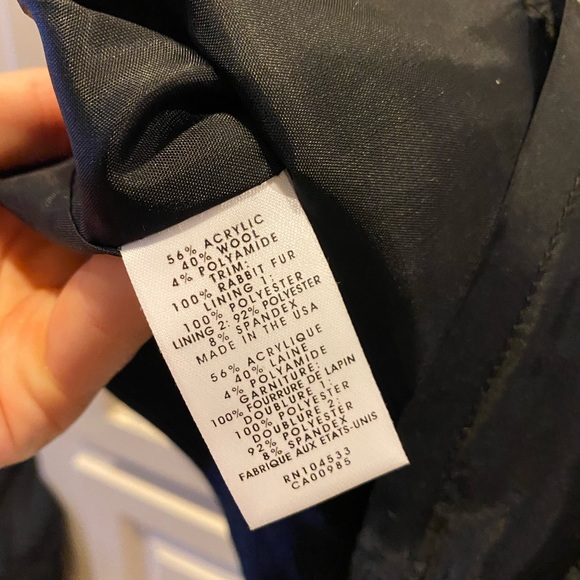 56% ACRYLIC
40% WOOL
4% POLYAMIDE
TRIM:
100% RABBIT FUR
LINING 1:
100% POLYESTER
LINING 2: 92% POLYESTER
8% SPANDEX
MADE IN THE USA
56% ACRYLIQUE
40% LAINE
4% POLYAMIDE
GARNITURE:
100% FOURRURE DE LAPIN
DOUBLURE 1:
100% POLYESTER
DOUBLURE 2:
92% POLYESTER
8% SPANDEX
FABRIQUE AUX ETATS-UNIS
RN104533
CA00985